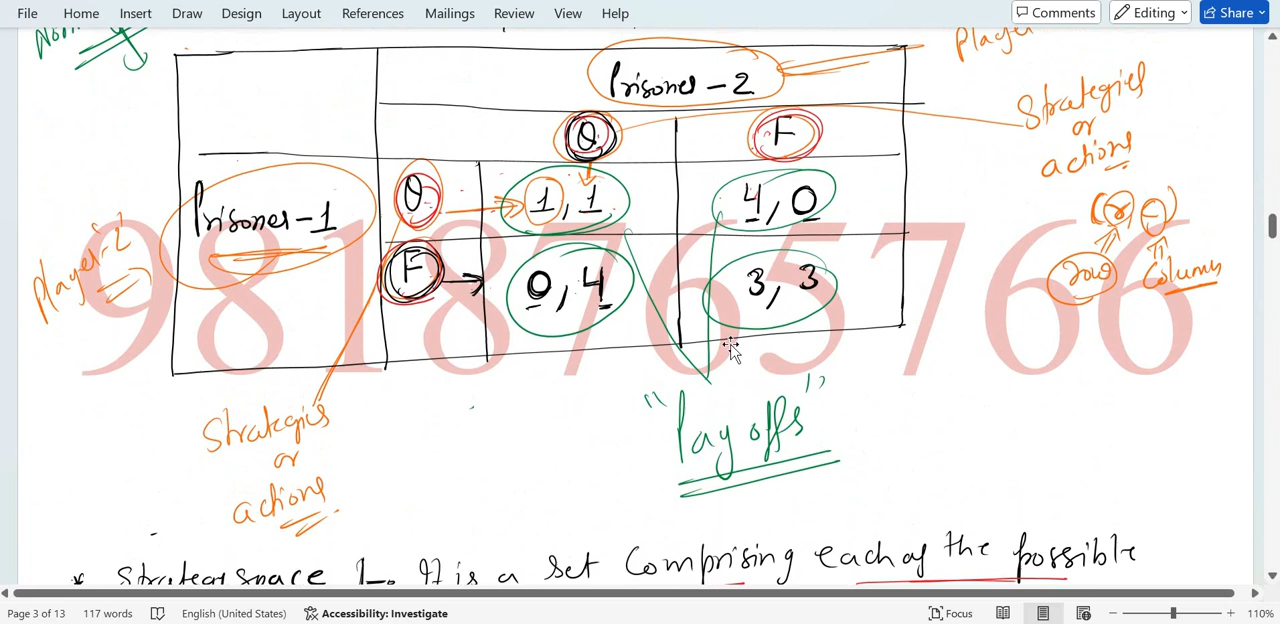 File Home Insert Draw Design Layout References Mailings Review View Help Comments Editing Share
Player
Prisoner-2
Q F
Strategies
or
actions
Prisoner-1
Q 1, 1 4, 0
F 0, 4 3, 3
Player-2
row Column
9818765766
"Pay offs"
Strategies
or
actions
* Strategy space :- It is a set Comprising each of the possible
Page 3 of 13 117 words English (United States) Accessibility: Investigate Focus 110%